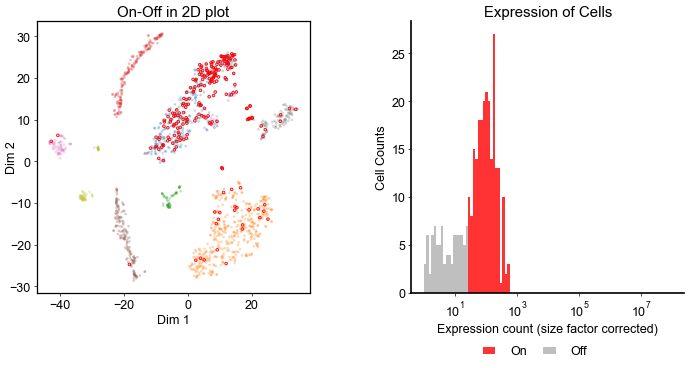 On-Off in 2D plot
30
20
10
0
−10
−20
−30
Dim 2
−40
−20
0
20
Dim 1
Expression of Cells
25
20
15
10
5
0
Cell Counts
10^1
10^3
10^5
10^7
Expression count (size factor corrected)
On
Off